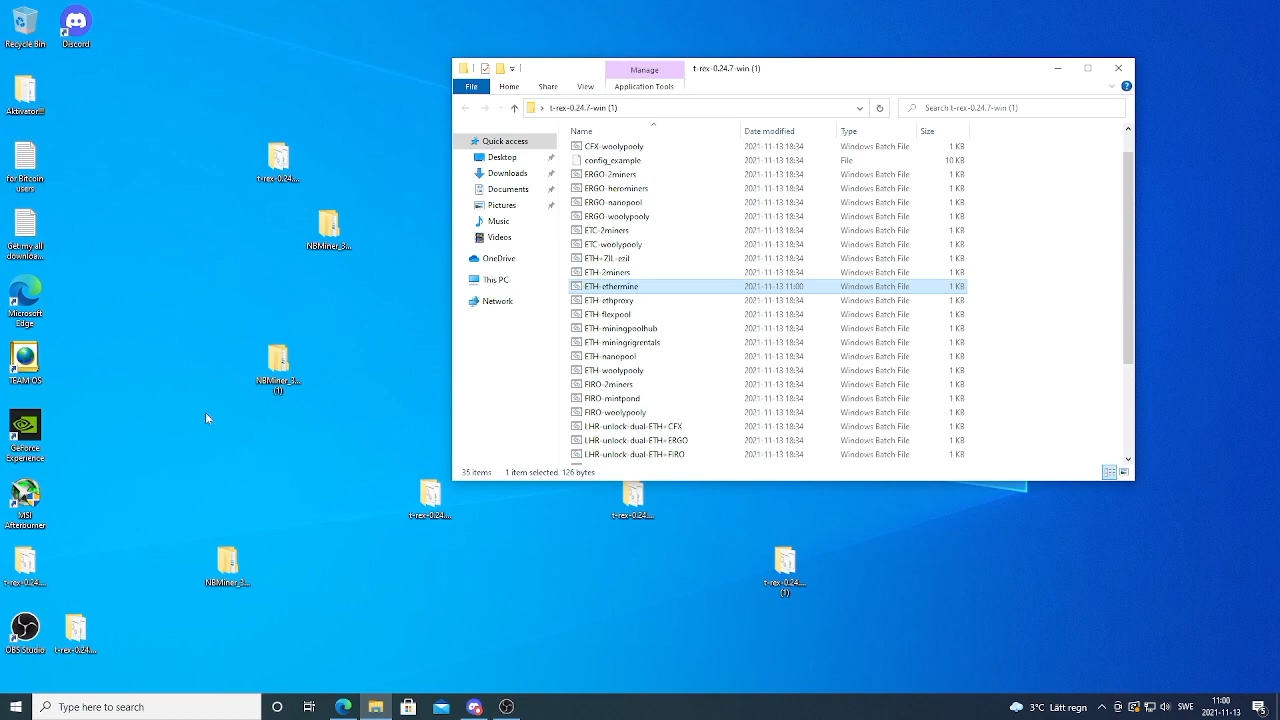 Recycle Bin
Discord
Aktivator
for Bitcoin
users
Get my all
downloa...
Microsoft
Edge
TEAM OS
GeForce
Experience
MSI
Afterburner
t-rex-0.24....
OBS Studio
t-rex-0.24....
t-rex-0.24....
NBMiner_3...
NBMiner_3...
(1)
NBMiner_3...
t-rex-0.24....
t-rex-0.24....
t-rex-0.24....
(1)
Manage
t-rex-0.24.7-win (1)
File
Home
Share
View
Application Tools
t-rex-0.24.7-win (1)
Search t-rex-0.24.7-win (1)
Quick access
Desktop
Downloads
Documents
Pictures
Music
Videos
OneDrive
This PC
Network
Name Date modified Type Size
CFX-woolypooly 2021-11-13 18:34 Windows Batch File 1 KB
config_example 2021-11-13 18:34 File 10 KB
ERGO-2miners 2021-11-13 18:34 Windows Batch File 1 KB
ERGO-herominers 2021-11-13 18:34 Windows Batch File 1 KB
ERGO-nanopool 2021-11-13 18:34 Windows Batch File 1 KB
ERGO-woolypooly 2021-11-13 18:34 Windows Batch File 1 KB
ETC-2miners 2021-11-13 18:34 Windows Batch File 1 KB
ETC-woolypooly 2021-11-13 18:34 Windows Batch File 1 KB
ETH+ZIL-ezil 2021-11-13 18:34 Windows Batch File 1 KB
ETH-2miners 2021-11-13 18:34 Windows Batch File 1 KB
ETH-ethermine 2021-11-13 11:00 Windows Batch File 1 KB
ETH-ethproxy 2021-11-13 18:34 Windows Batch File 1 KB
ETH-flexpool 2021-11-13 18:34 Windows Batch File 1 KB
ETH-miningpoolhub 2021-11-13 18:34 Windows Batch File 1 KB
ETH-miningrigrentals 2021-11-13 18:34 Windows Batch File 1 KB
ETH-nanopool 2021-11-13 18:34 Windows Batch File 1 KB
ETH-woolypooly 2021-11-13 18:34 Windows Batch File 1 KB
FIRO-2miners 2021-11-13 18:34 Windows Batch File 1 KB
FIRO-mintpond 2021-11-13 18:34 Windows Batch File 1 KB
FIRO-woolypooly 2021-11-13 18:34 Windows Batch File 1 KB
LHR-unlock-dual-ETH+CFX 2021-11-13 18:34 Windows Batch File 1 KB
LHR-unlock-dual-ETH+ERGO 2021-11-13 18:34 Windows Batch File 1 KB
LHR-unlock-dual-ETH+FIRO 2021-11-13 18:34 Windows Batch File 1 KB
35 items 1 item selected 126 bytes
Type here to search
3°C Lätt regn
SWE
11:00
2021-11-13